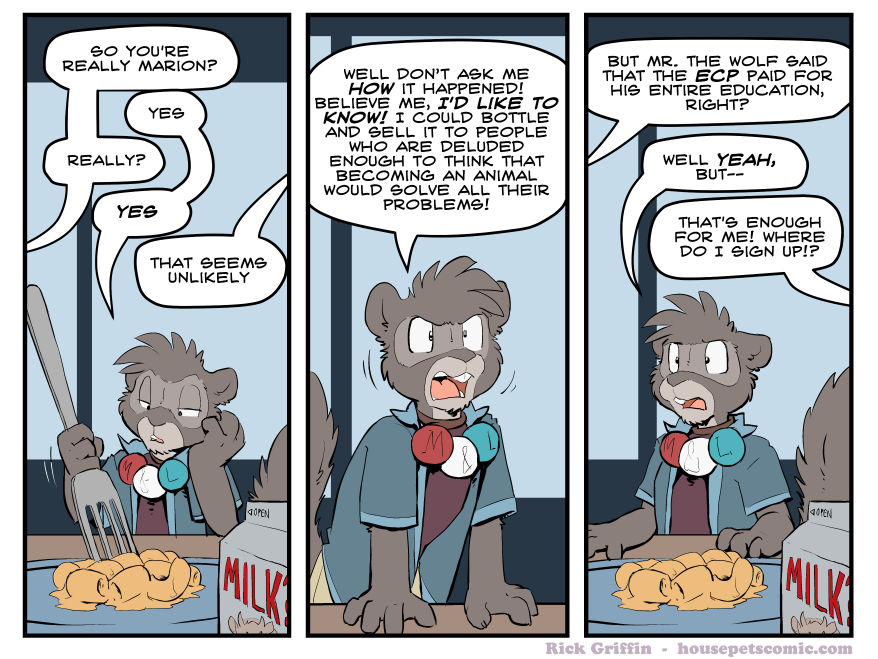 SO YOU'RE
REALLY MARION?
YES
REALLY?
YES
THAT SEEMS
UNLIKELY
OPEN
MILK
WELL DON'T ASK ME
HOW IT HAPPENED!
BELIEVE ME, I'D LIKE TO
KNOW! I COULD BOTTLE
AND SELL IT TO PEOPLE
WHO ARE DELUDED
ENOUGH TO THINK THAT
BECOMING AN ANIMAL
WOULD SOLVE ALL THEIR
PROBLEMS!
M
L
BUT MR. THE WOLF SAID
THAT THE ECP PAID FOR
HIS ENTIRE EDUCATION,
RIGHT?
WELL YEAH,
BUT--
THAT'S ENOUGH
FOR ME! WHERE
DO I SIGN UP!?
OPEN
MILK
Rick Griffin - housepetscomic.com